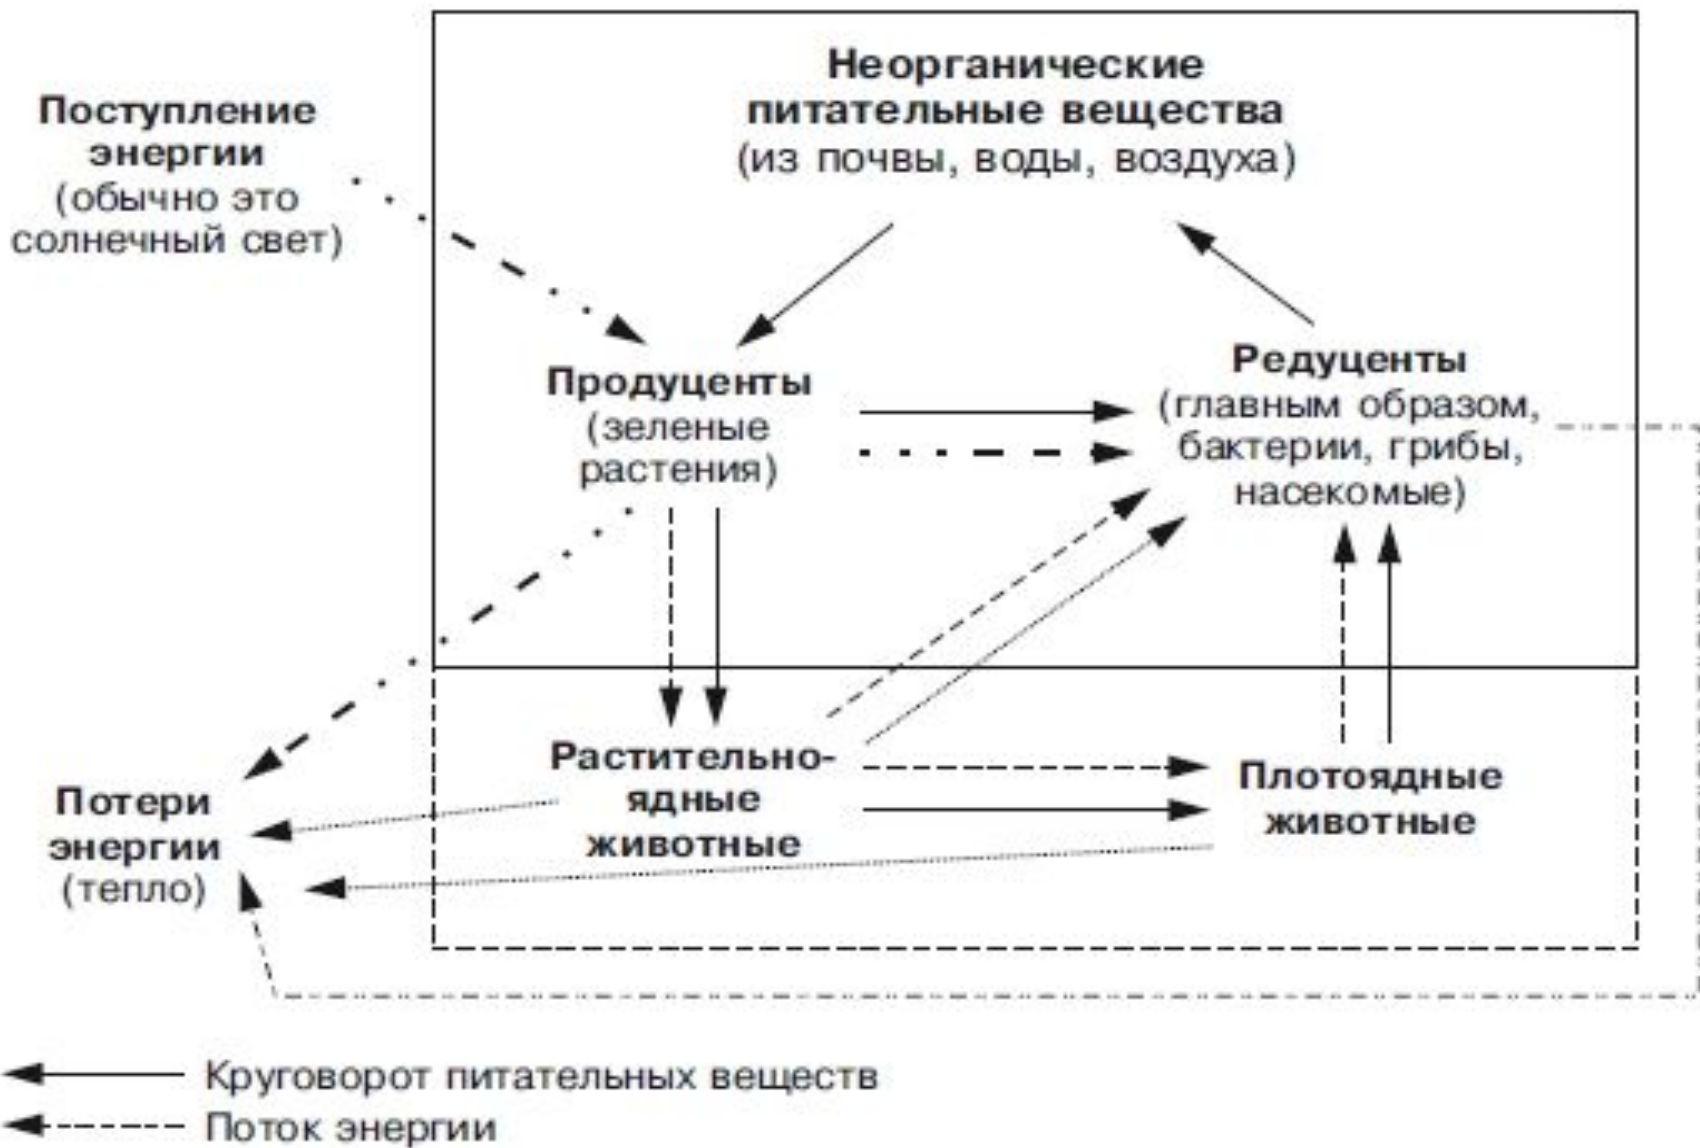 Неорганические
питательные вещества
(из почвы, воды, воздуха)
Поступление
энергии
(обычно это
солнечный свет)
Продуценты
(зеленые
растения)
Редуценты
(главным образом,
бактерии, грибы,
насекомые)
Растительно-
ядные
животные
Плотоядные
животные
Потери
энергии
(тепло)
Круговорот питательных веществ
Поток энергии